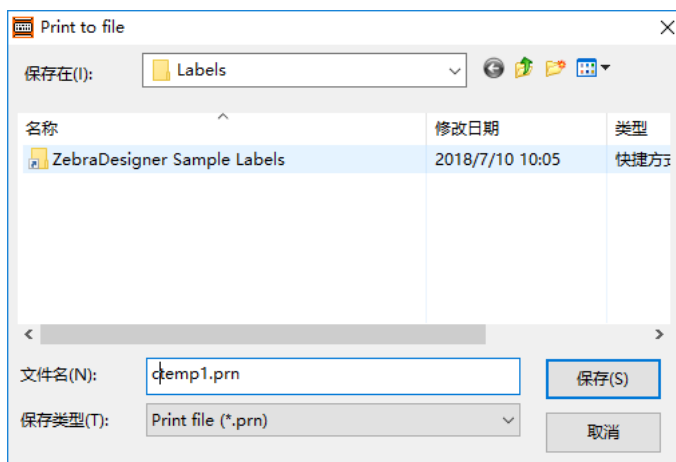 Print to file
保存在(I):
Labels
名称
修改日期
类型
ZebraDesigner Sample Labels
2018/7/10 10:05
快捷方式
文件名(N):
ctemp1.prn
保存(S)
保存类型(T):
Print file (*.prn)
取消